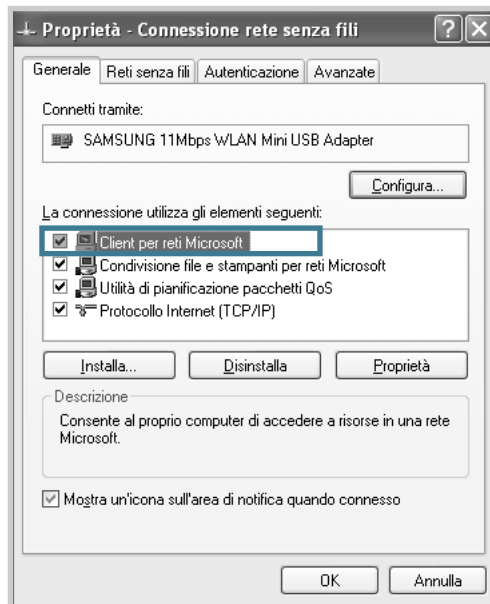 Proprietà - Connessione rete senza fili
Generale Reti senza fili Autenticazione Avanzate
Connetti tramite:
SAMSUNG 11Mbps WLAN Mini USB Adapter
Configura...
La connessione utilizza gli elementi seguenti:
Client per reti Microsoft
Condivisione file e stampanti per reti Microsoft
Utilità di pianificazione pacchetti QoS
Protocollo Internet (TCP/IP)
Installa... Disinstalla Proprietà
Descrizione
Consente al proprio computer di accedere a risorse in una rete
Microsoft.
Mostra un'icona sull'area di notifica quando connesso
OK Annulla